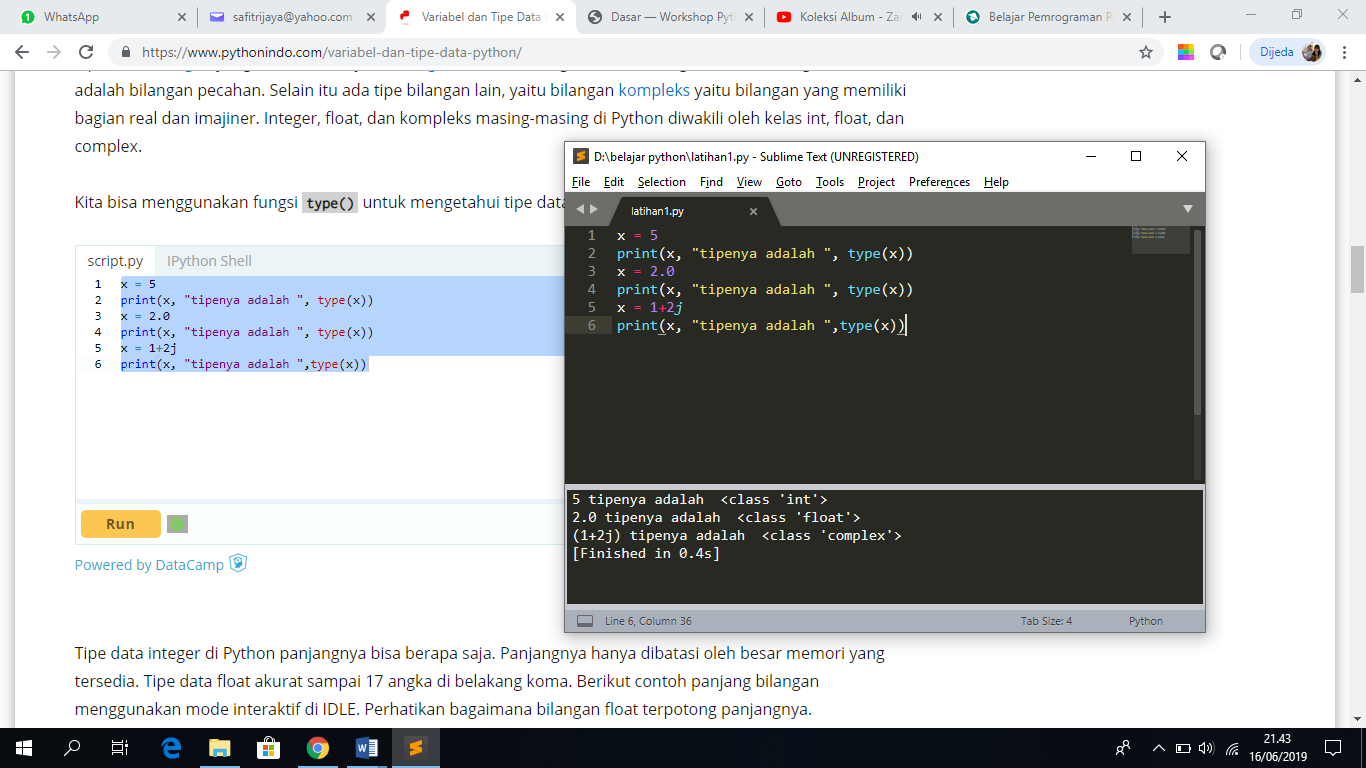 WhatsApp
safitrijaya@yahoo.com
Variabel dan Tipe Data
Dasar — Workshop Pyt
Koleksi Album - Za
Belajar Pemrograman P
https://www.pythonindo.com/variabel-dan-tipe-data-python/
Dijeda
adalah bilangan pecahan. Selain itu ada tipe bilangan lain, yaitu bilangan kompleks yaitu bilangan yang memiliki
bagian real dan imajiner. Integer, float, dan kompleks masing-masing di Python diwakili oleh kelas int, float, dan
complex.
Kita bisa menggunakan fungsi type() untuk mengetahui tipe data
script.py IPython Shell
1 x = 5
2 print(x, "tipenya adalah ", type(x))
3 x = 2.0
4 print(x, "tipenya adalah ", type(x))
5 x = 1+2j
6 print(x, "tipenya adalah ",type(x))
Run
Powered by DataCamp
D:\belajar python\latihan1.py - Sublime Text (UNREGISTERED)
File Edit Selection Find View Goto Tools Project Preferences Help
latihan1.py
1 x = 5
2 print(x, "tipenya adalah ", type(x))
3 x = 2.0
4 print(x, "tipenya adalah ", type(x))
5 x = 1+2j
6 print(x, "tipenya adalah ",type(x))
5 tipenya adalah  <class 'int'>
2.0 tipenya adalah  <class 'float'>
(1+2j) tipenya adalah  <class 'complex'>
[Finished in 0.4s]
Line 6, Column 36 Tab Size: 4 Python
Tipe data integer di Python panjangnya bisa berapa saja. Panjangnya hanya dibatasi oleh besar memori yang
tersedia. Tipe data float akurat sampai 17 angka di belakang koma. Berikut contoh panjang bilangan
menggunakan mode interaktif di IDLE. Perhatikan bagaimana bilangan float terpotong panjangnya.
21.43
16/06/2019